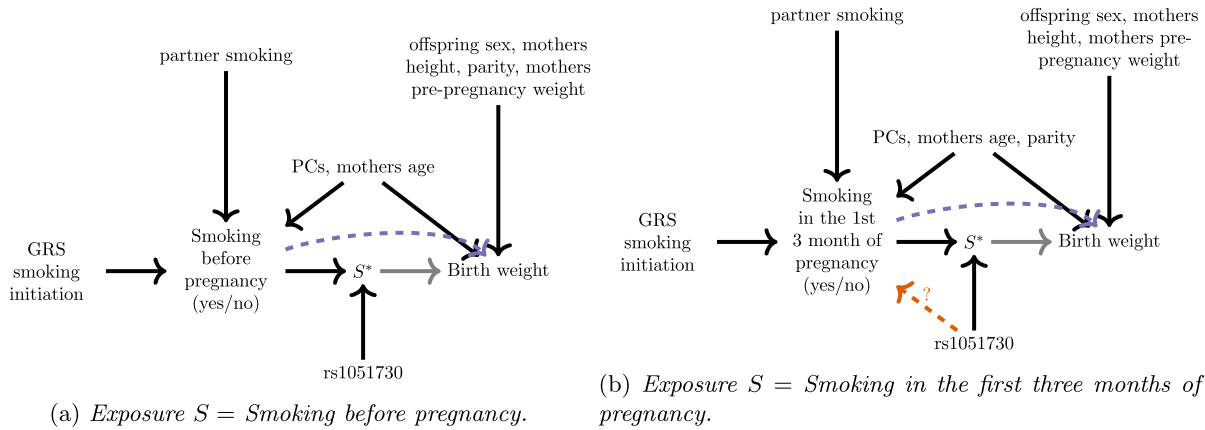 partner smoking
offspring sex, mothers
height, parity, mothers
pre-pregnancy weight
PCs, mothers age
GRS
smoking
initiation
Smoking
before
pregnancy
(yes/no)
S*
Birth weight
rs1051730
(a) Exposure S = Smoking before pregnancy.
partner smoking
offspring sex, mothers
height, mothers pre-
pregnancy weight
PCs, mothers age, parity
GRS
smoking
initiation
Smoking
in the 1st
3 month of
pregnancy
(yes/no)
S*
Birth weight
?
rs1051730
(b) Exposure S = Smoking in the first three months of
pregnancy.